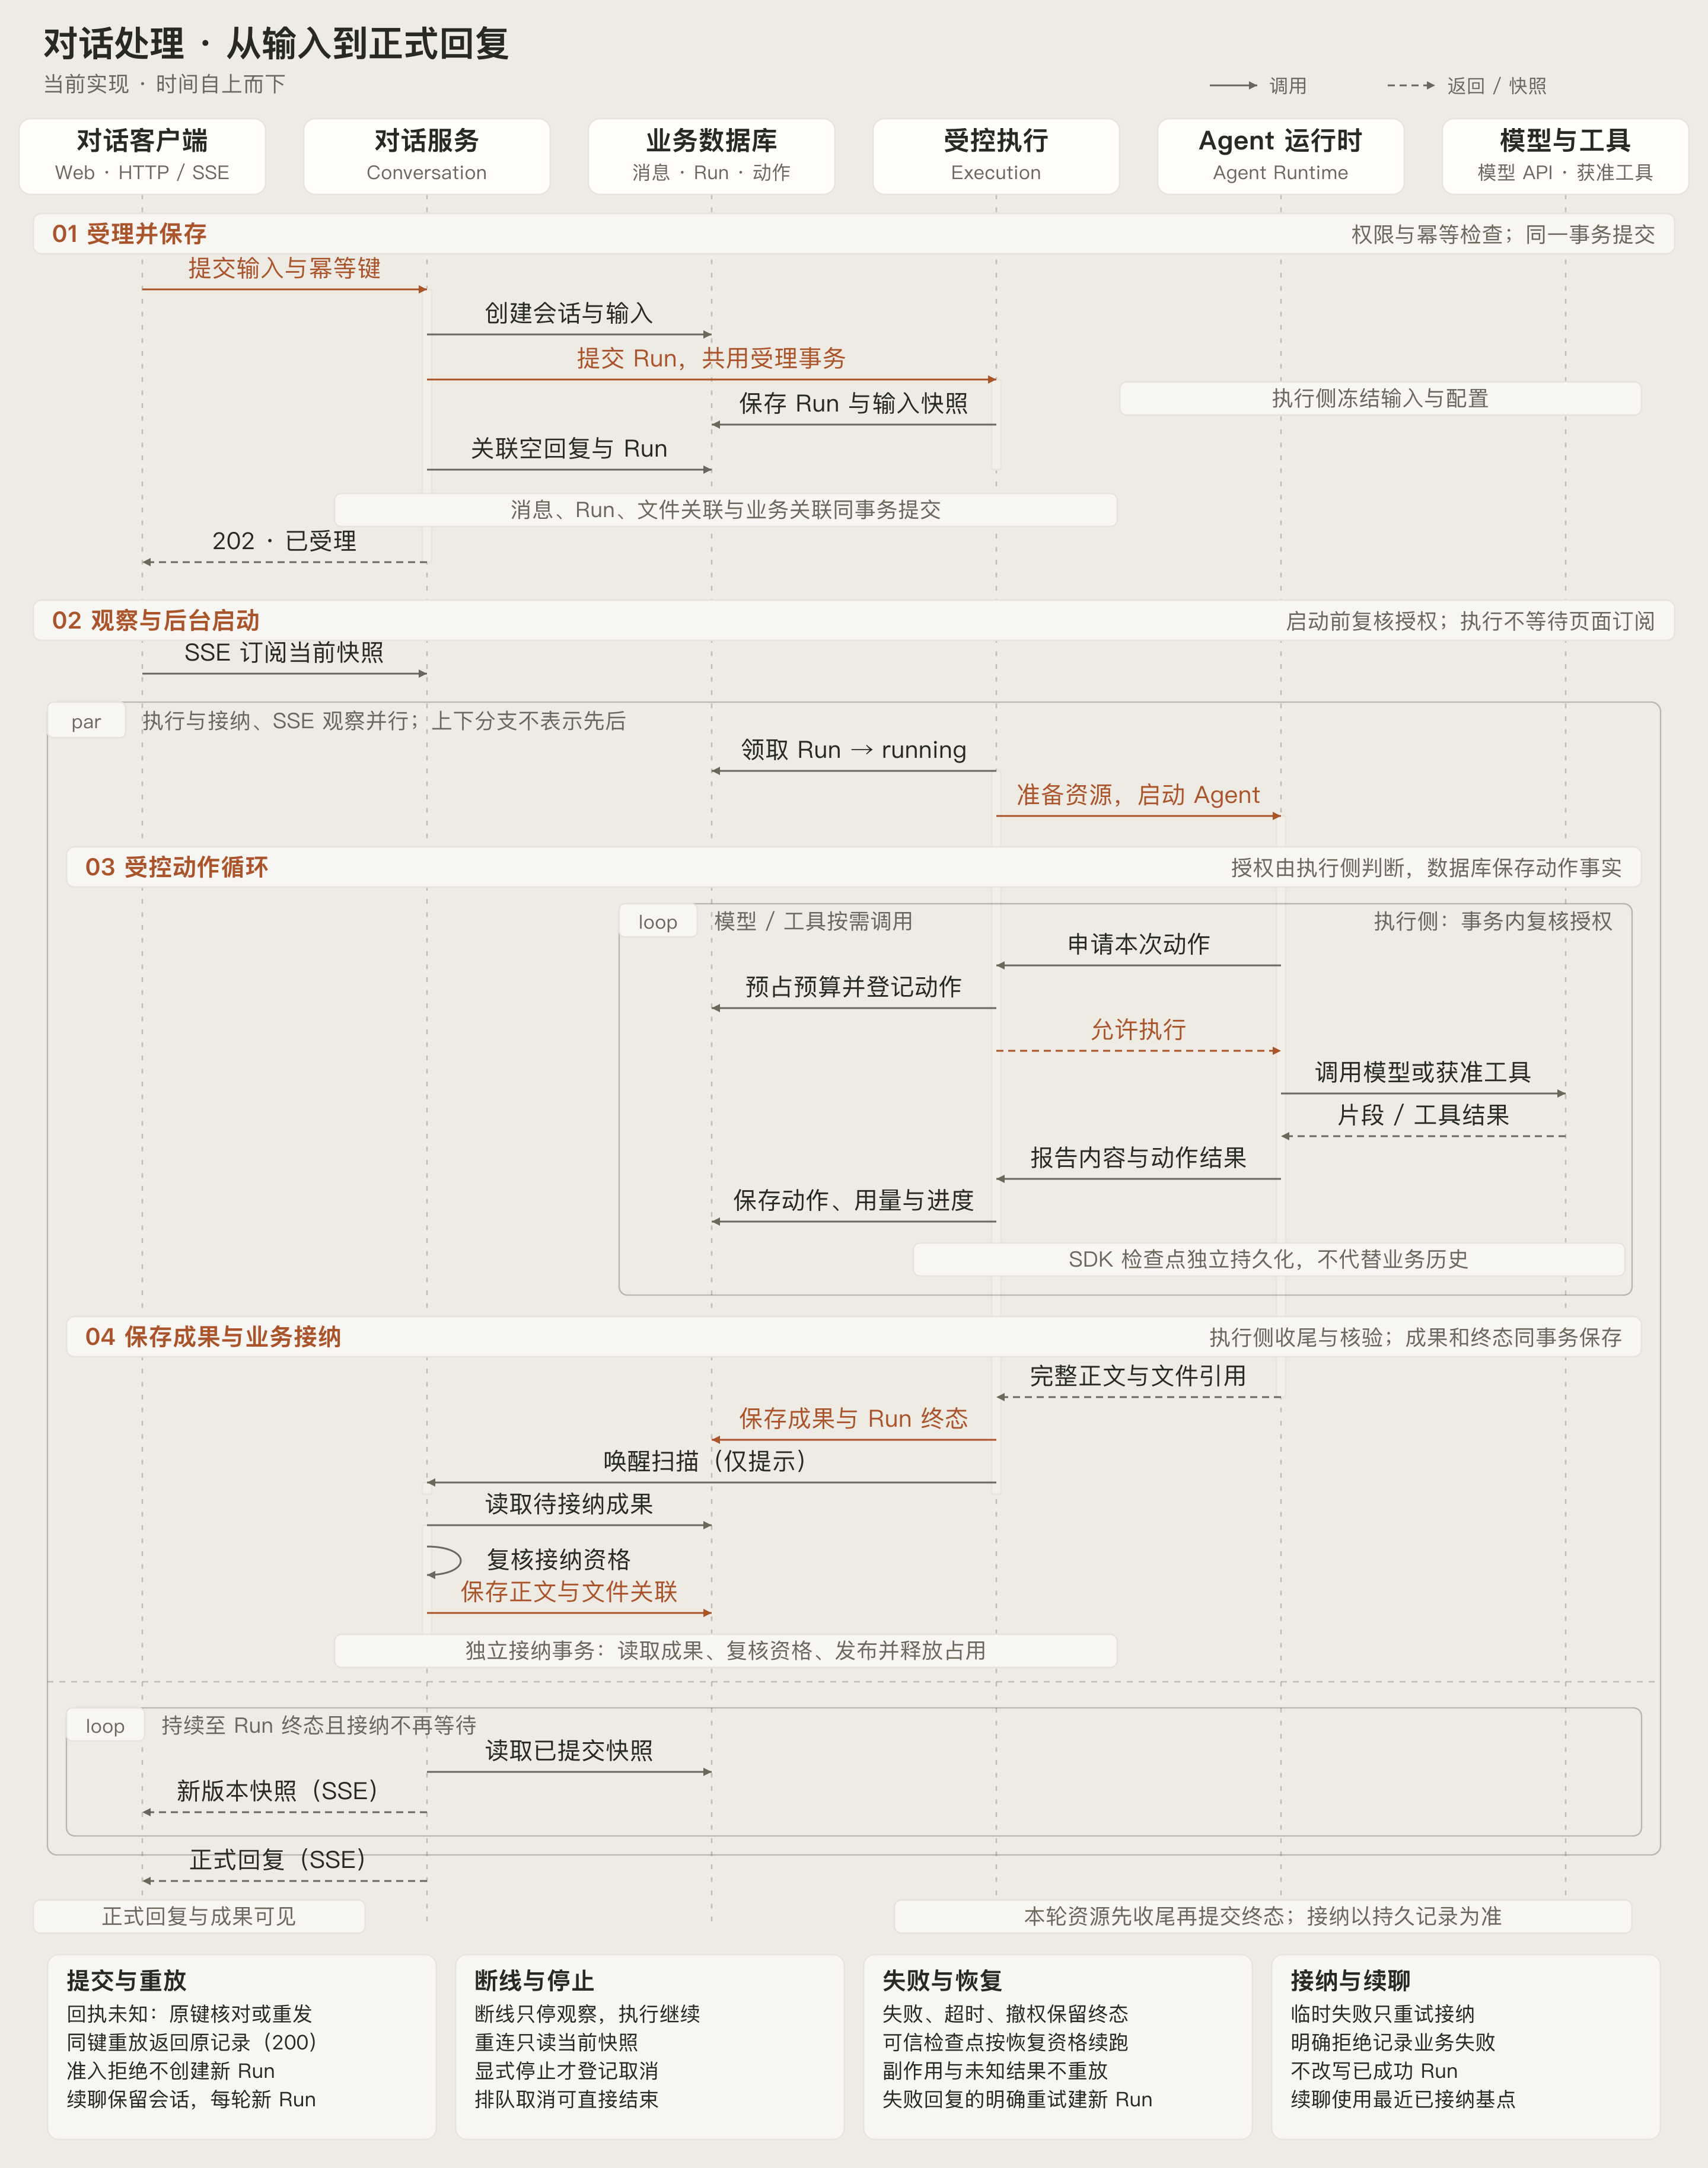 对话处理 · 从输入到正式回复
当前实现 · 时间自上而下
调用
返回 / 快照
对话客户端
Web · HTTP / SSE
对话服务
Conversation
业务数据库
消息 · Run · 动作
受控执行
Execution
Agent 运行时
Agent Runtime
模型与工具
模型 API · 获准工具
01 受理并保存
权限与幂等检查；同一事务提交
提交输入与幂等键
创建会话与输入
提交 Run，共用受理事务
执行侧冻结输入与配置
保存 Run 与输入快照
关联空回复与 Run
消息、Run、文件关联与业务关联同事务提交
202 · 已受理
02 观察与后台启动
启动前复核授权；执行不等待页面订阅
SSE 订阅当前快照
par
执行与接纳、SSE 观察并行；上下分支不表示先后
领取 Run → running
准备资源，启动 Agent
03 受控动作循环
授权由执行侧判断，数据库保存动作事实
loop
模型 / 工具按需调用
执行侧：事务内复核授权
申请本次动作
预占预算并登记动作
允许执行
调用模型或获准工具
片段 / 工具结果
报告内容与动作结果
保存动作、用量与进度
SDK 检查点独立持久化，不代替业务历史
04 保存成果与业务接纳
执行侧收尾与核验；成果和终态同事务保存
完整正文与文件引用
保存成果与 Run 终态
唤醒扫描（仅提示）
读取待接纳成果
复核接纳资格
保存正文与文件关联
独立接纳事务：读取成果、复核资格、发布并释放占用
loop
持续至 Run 终态且接纳不再等待
读取已提交快照
新版本快照（SSE）
正式回复（SSE）
正式回复与成果可见
本轮资源先收尾再提交终态；接纳以持久记录为准
提交与重放
回执未知：原键核对或重发
同键重放返回原记录（200）
准入拒绝不创建新 Run
续聊保留会话，每轮新 Run
断线与停止
断线只停观察，执行继续
重连只读当前快照
显式停止才登记取消
排队取消可直接结束
失败与恢复
失败、超时、撤权保留终态
可信检查点按恢复资格续跑
副作用与未知结果不重放
失败回复的明确重试建新 Run
接纳与续聊
临时失败只重试接纳
明确拒绝记录业务失败
不改写已成功 Run
续聊使用最近已接纳基点